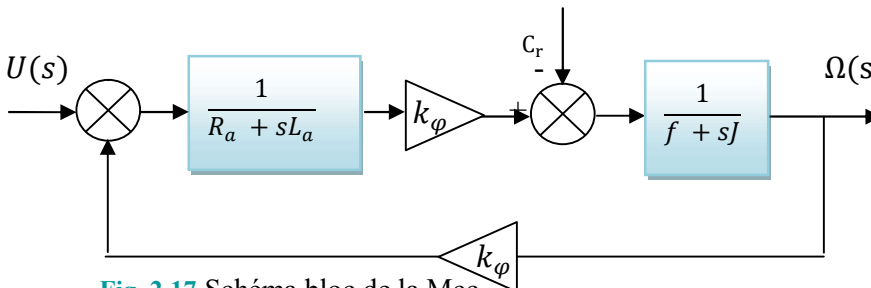 U(s)
1
R_a + sL_a
k_φ
+
C_r
-
1
f + sJ
Ω(s
k_φ
Fig. 2.17 Schéma bloc de la Mcc